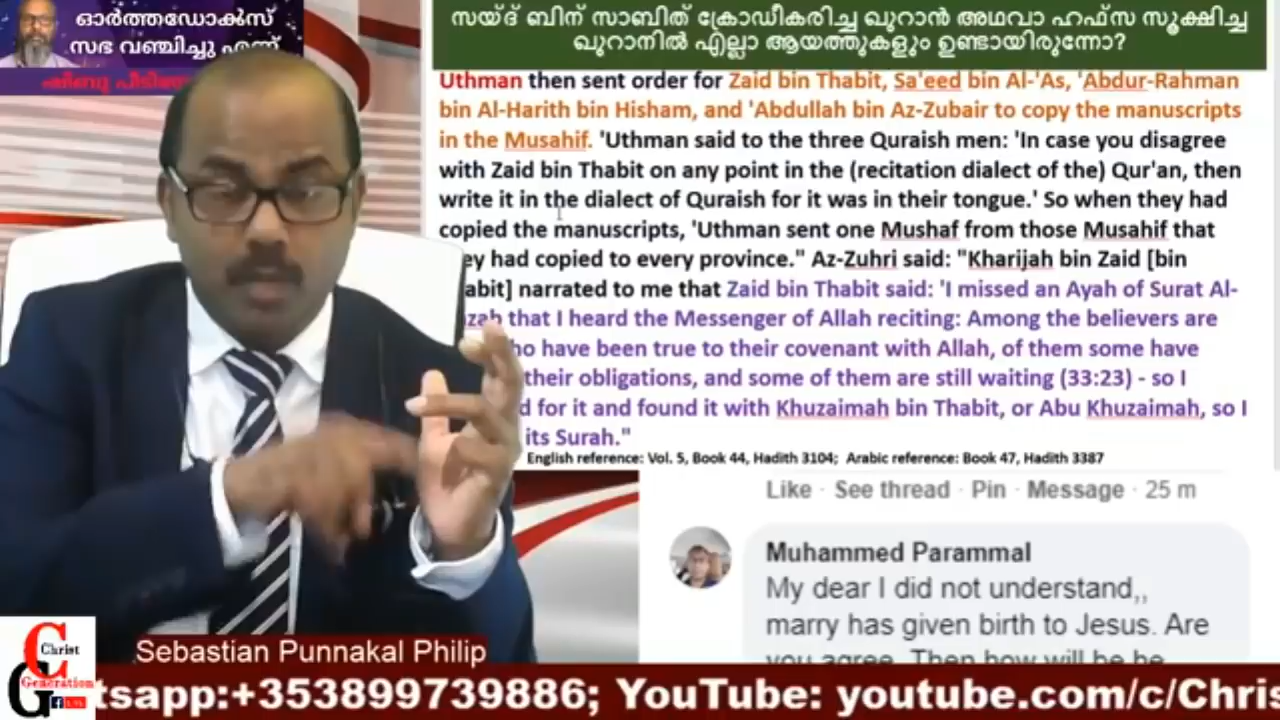 ഓർത്തഡോക്സ്
സഭ വഞ്ചിച്ചു എന്ന്
ഷിബു
സയ്ദ് ബിന് സാബിത് ക്രോഡീകരിച്ച ഖുറാൻ അഥവാ ഹഫ്സ സൂക്ഷിച്ച
ഖുറാനിൽ എല്ലാ ആയത്തുകളും ഉണ്ടായിരുന്നോ?
Uthman then sent order for Zaid bin Thabit, Sa'eed bin Al-'As, 'Abdur-Rahman
bin Al-Harith bin Hisham, and 'Abdullah bin Az-Zubair to copy the manuscripts
in the Musahif. 'Uthman said to the three Quraish men: 'In case you disagree
with Zaid bin Thabit on any point in the (recitation dialect of the) Qur'an, then
write it in the dialect of Quraish for it was in their tongue.' So when they had
copied the manuscripts, 'Uthman sent one Mushaf from those Musahif that
ey had copied to every province." Az-Zuhri said: "Kharijah bin Zaid [bin
abit] narrated to me that Zaid bin Thabit said: 'I missed an Ayah of Surat Al-
zah that I heard the Messenger of Allah reciting: Among the believers are
ho have been true to their covenant with Allah, of them some have
their obligations, and some of them are still waiting (33:23) - so I
d for it and found it with Khuzaimah bin Thabit, or Abu Khuzaimah, so I
its Surah."
English reference: Vol. 5, Book 44, Hadith 3104; Arabic reference: Book 47, Hadith 3387
Like · See thread · Pin · Message · 25 m
Muhammed Parammal
My dear I did not understand,,
marry has given birth to Jesus. Are
you agree. Then how will be he
Sebastian Punnakal Philip
C Christ
G Generation
tsapp:+353899739886; YouTube: youtube.com/c/Chris